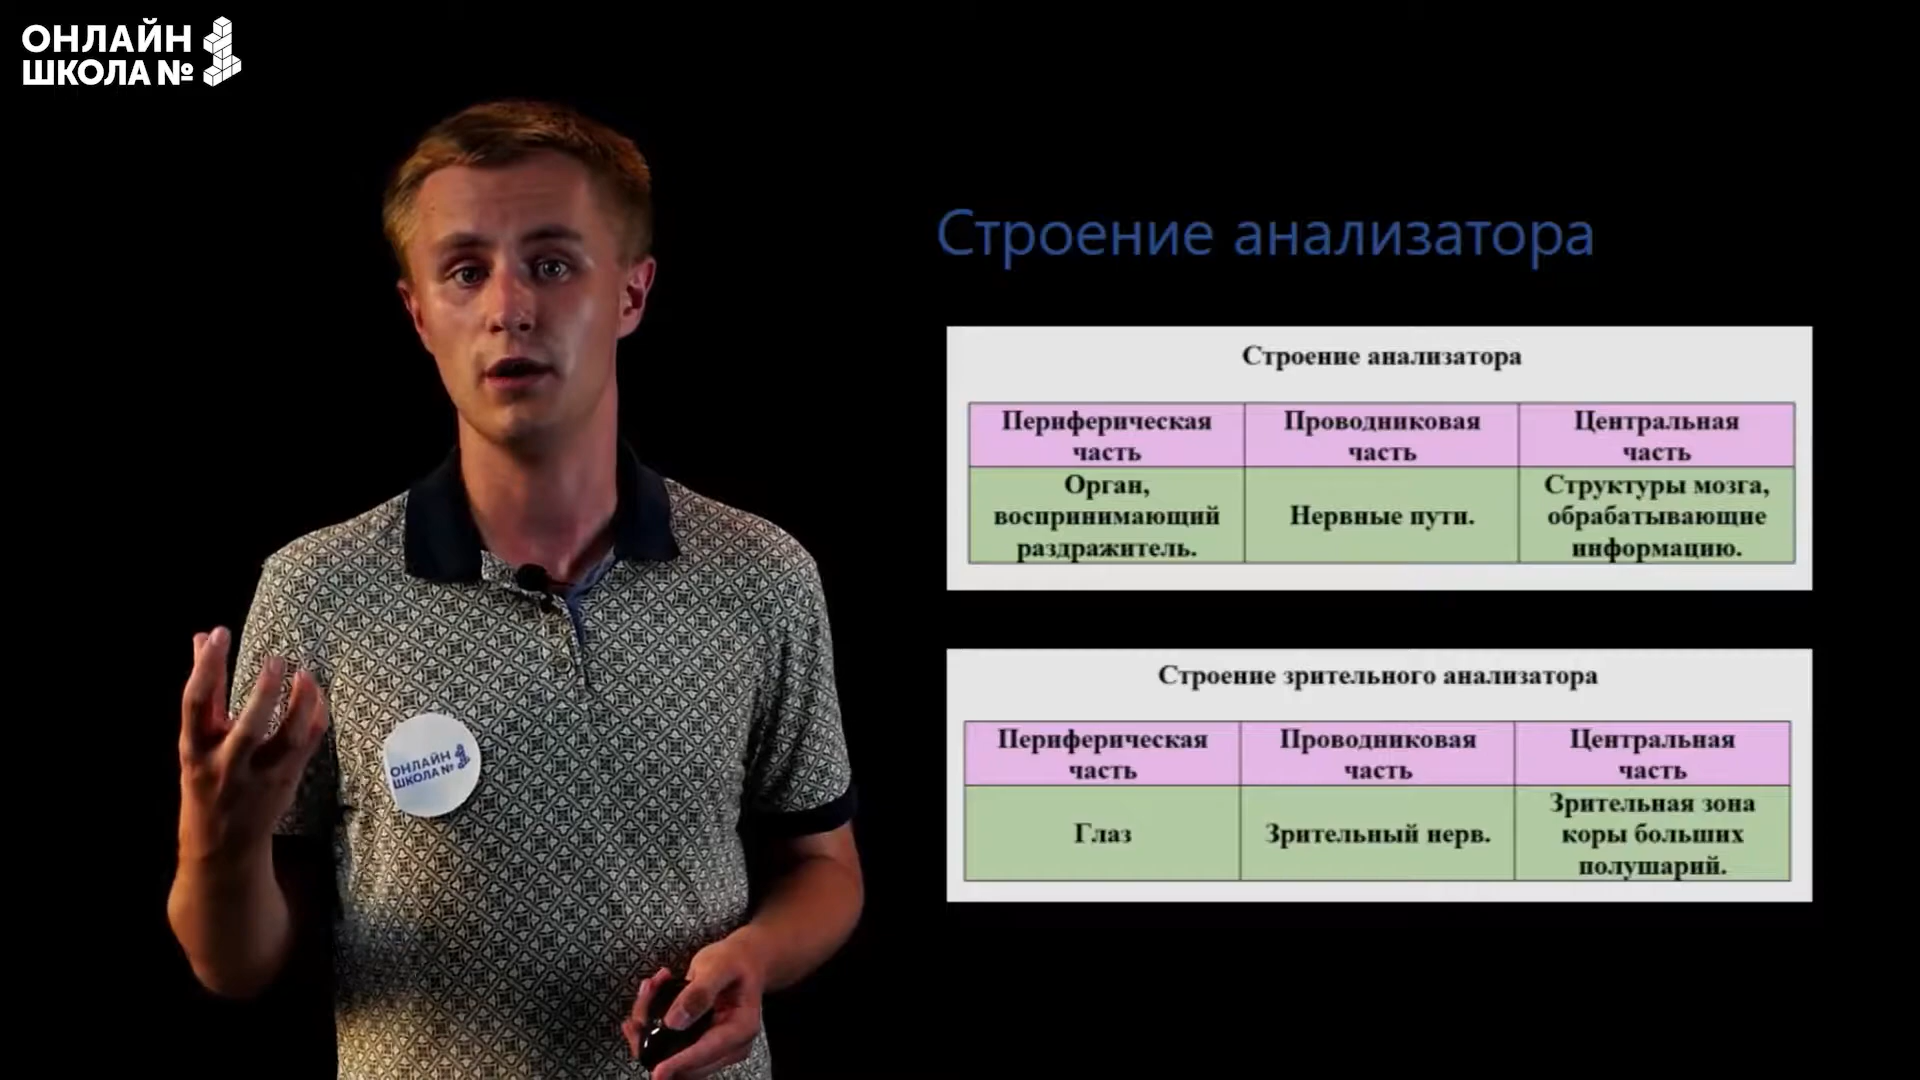 ОНЛАЙН
ШКОЛА №
Строение анализатора
Строение анализатора
Периферическая часть
Проводниковая часть
Центральная часть
Орган, воспринимающий раздражитель.
Нервные пути.
Структуры мозга, обрабатывающие информацию.
Строение зрительного анализатора
Периферическая часть
Проводниковая часть
Центральная часть
Глаз
Зрительный нерв.
Зрительная зона коры больших полушарий.
ОНЛАЙН
ШКОЛА №